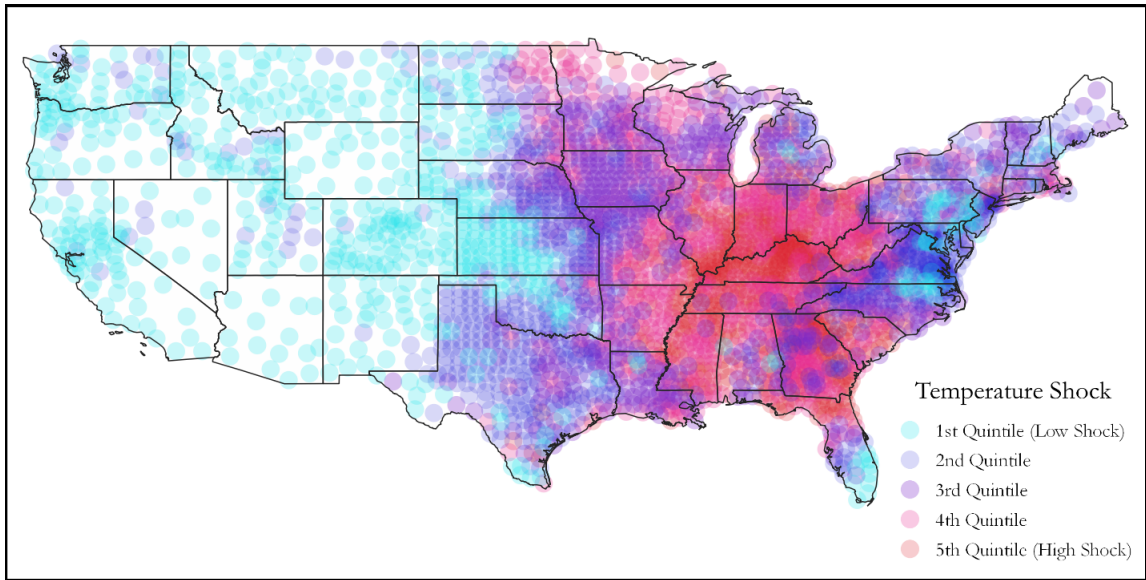 Temperature Shock
1st Quintile (Low Shock)
2nd Quintile
3rd Quintile
4th Quintile
5th Quintile (High Shock)